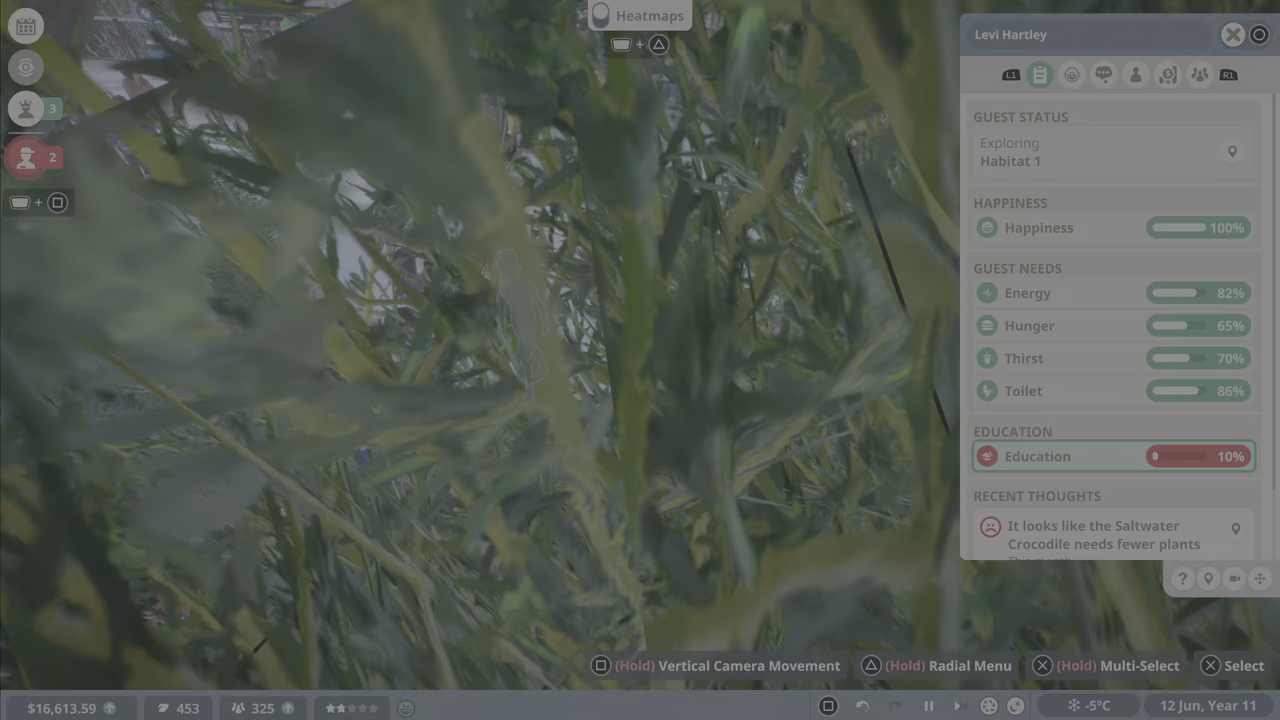 Heatmaps
+
3
2
+
Levi Hartley
L1
R1
GUEST STATUS
Exploring
Habitat 1
HAPPINESS
Happiness 100%
GUEST NEEDS
Energy 82%
Hunger 65%
Thirst 70%
Toilet 86%
EDUCATION
Education 10%
RECENT THOUGHTS
It looks like the Saltwater
Crocodile needs fewer plants
?
(Hold) Vertical Camera Movement (Hold) Radial Menu (Hold) Multi-Select Select
$16,613.59 453 325 -5°C 12 Jun, Year 11